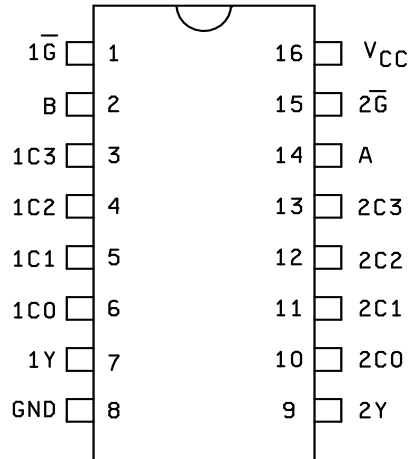 1G̅ 1 16 VCC
B 2 15 2G̅
1C3 3 14 A
1C2 4 13 2C3
1C1 5 12 2C2
1C0 6 11 2C1
1Y 7 10 2C0
GND 8 9 2Y